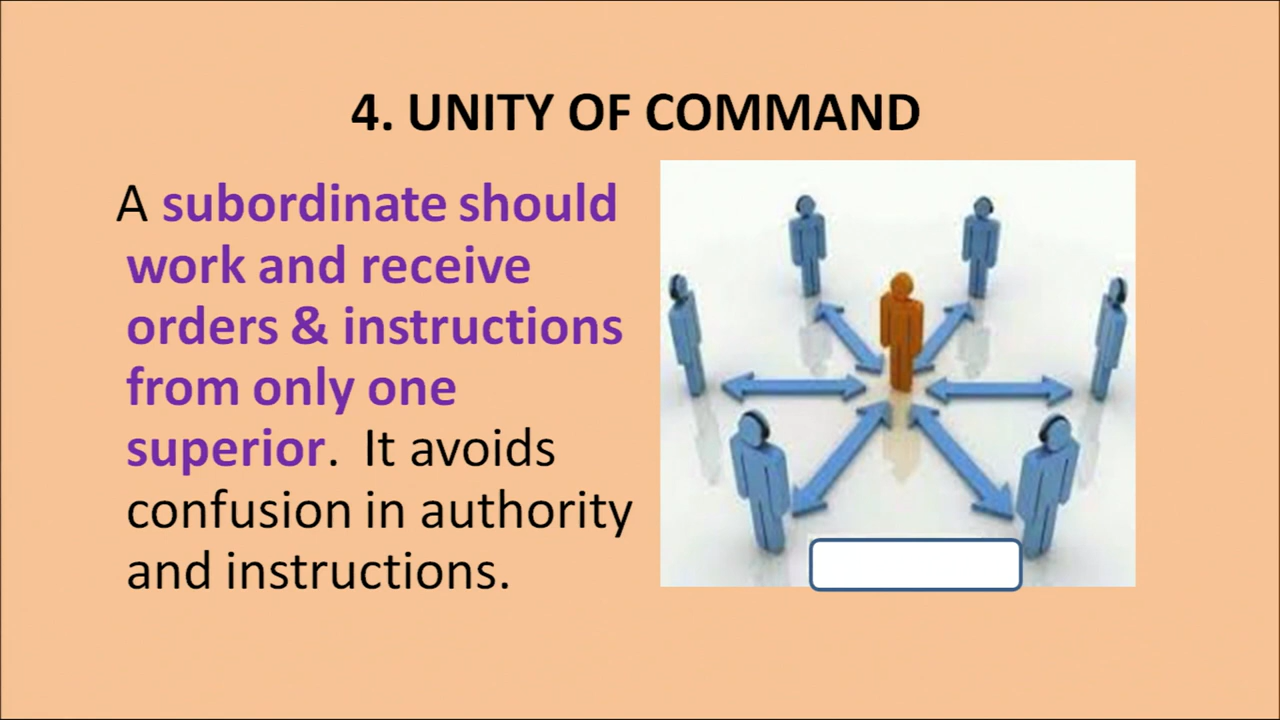 4. UNITY OF COMMAND
A subordinate should
work and receive
orders & instructions
from only one
superior. It avoids
confusion in authority
and instructions.